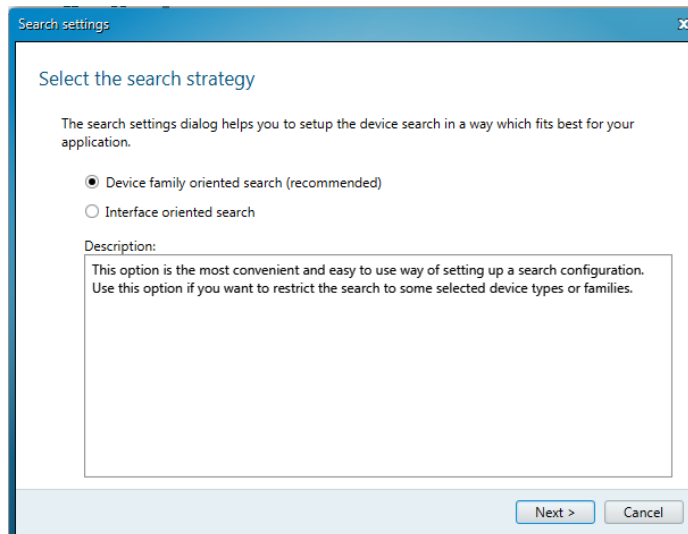 Search settings
Select the search strategy
The search settings dialog helps you to setup the device search in a way which fits best for your
application.
Device family oriented search (recommended)
Interface oriented search
Description:
This option is the most convenient and easy to use way of setting up a search configuration.
Use this option if you want to restrict the search to some selected device types or families.
Next >
Cancel